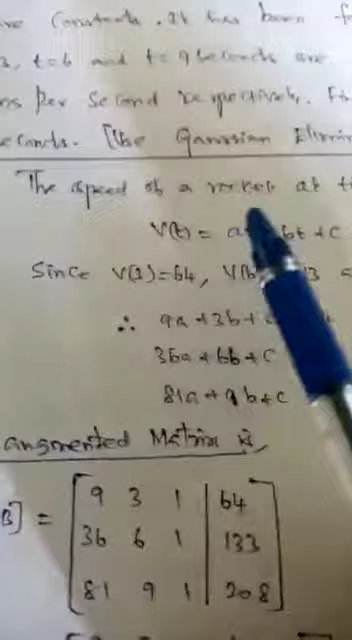 constants. It has been
t=6 and t=9 seconds are
per second respectively.
[Use Gaussian
The speed of a rocket at
V(t) = bt + c
Since V(3)=64,
∴ 9a + 3b +
36a + 6b + c
81a + 9b + c
augmented Matrix is,
B] = [ 9 3 1 | 64
36 6 1 | 133
81 9 1 | 208 ]